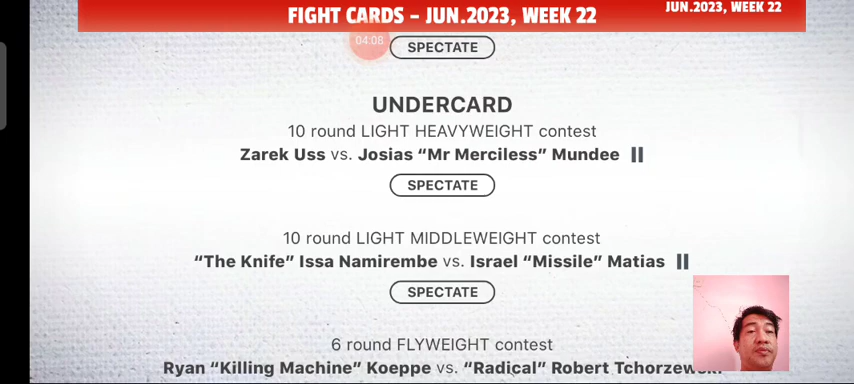 FIGHT CARDS – JUN.2023, WEEK 22
JUN.2023, WEEK 22
04:08
SPECTATE
UNDERCARD
10 round LIGHT HEAVYWEIGHT contest
Zarek Uss vs. Josias “Mr Merciless” Mundee
SPECTATE
10 round LIGHT MIDDLEWEIGHT contest
“The Knife” Issa Namirembe vs. Israel “Missile” Matias
SPECTATE
6 round FLYWEIGHT contest
Ryan “Killing Machine” Koeppe vs. “Radical” Robert